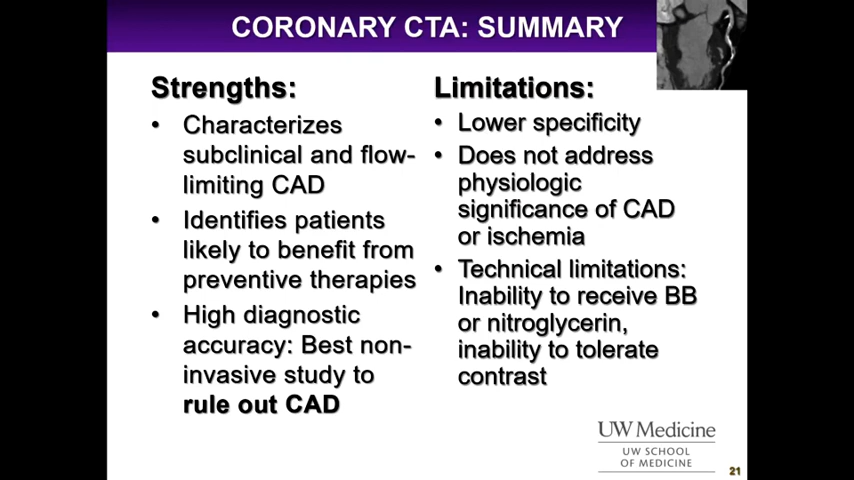 CORONARY CTA: SUMMARY
Strengths:
• Characterizes
subclinical and flow-
limiting CAD
• Identifies patients
likely to benefit from
preventive therapies
• High diagnostic
accuracy: Best non-
invasive study to
rule out CAD
Limitations:
• Lower specificity
• Does not address
physiologic
significance of CAD
or ischemia
• Technical limitations:
Inability to receive BB
or nitroglycerin,
inability to tolerate
contrast
UW Medicine
UW SCHOOL
OF MEDICINE
21